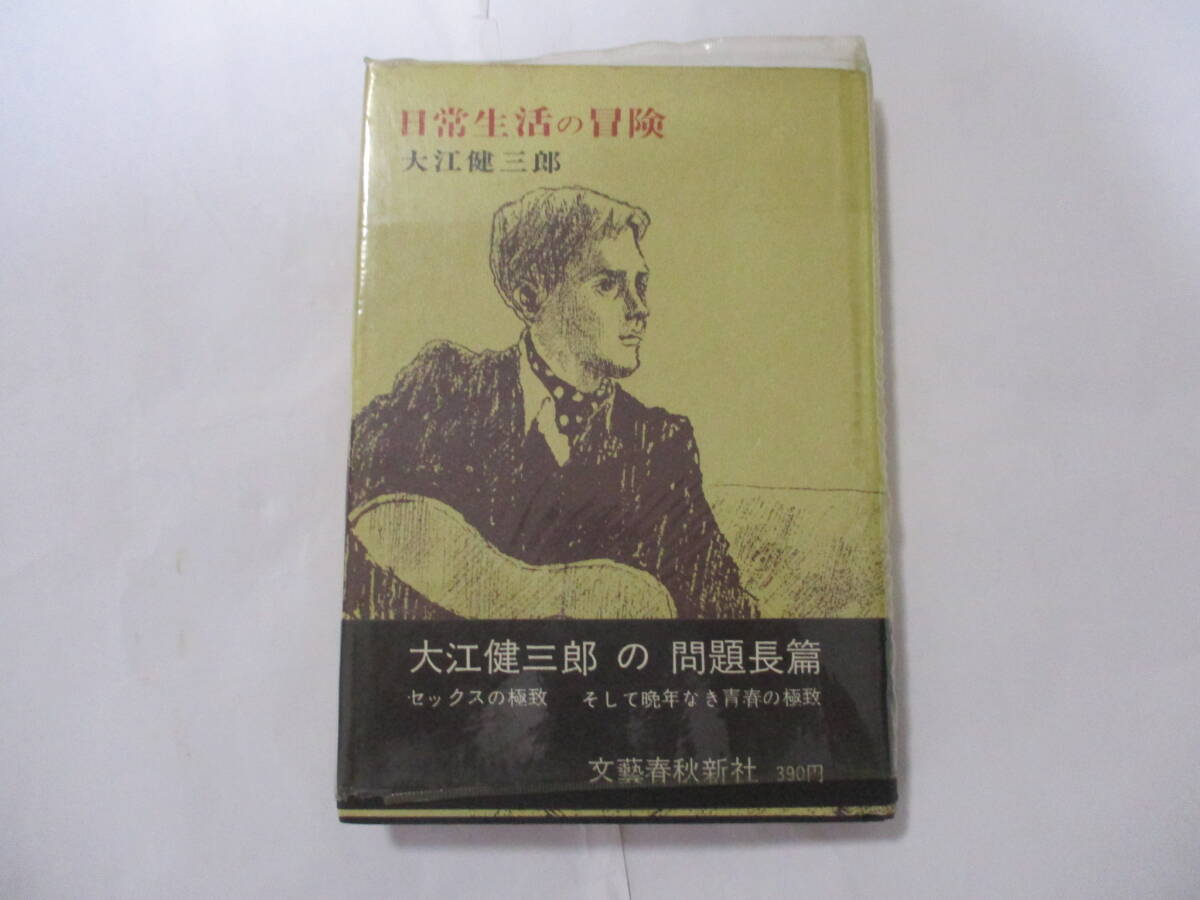 日常生活の冒険
大江健三郎
大江健三郎 の 問題長篇
セックスの極致 そして晩年なき青春の極致
文藝春秋新社 390円